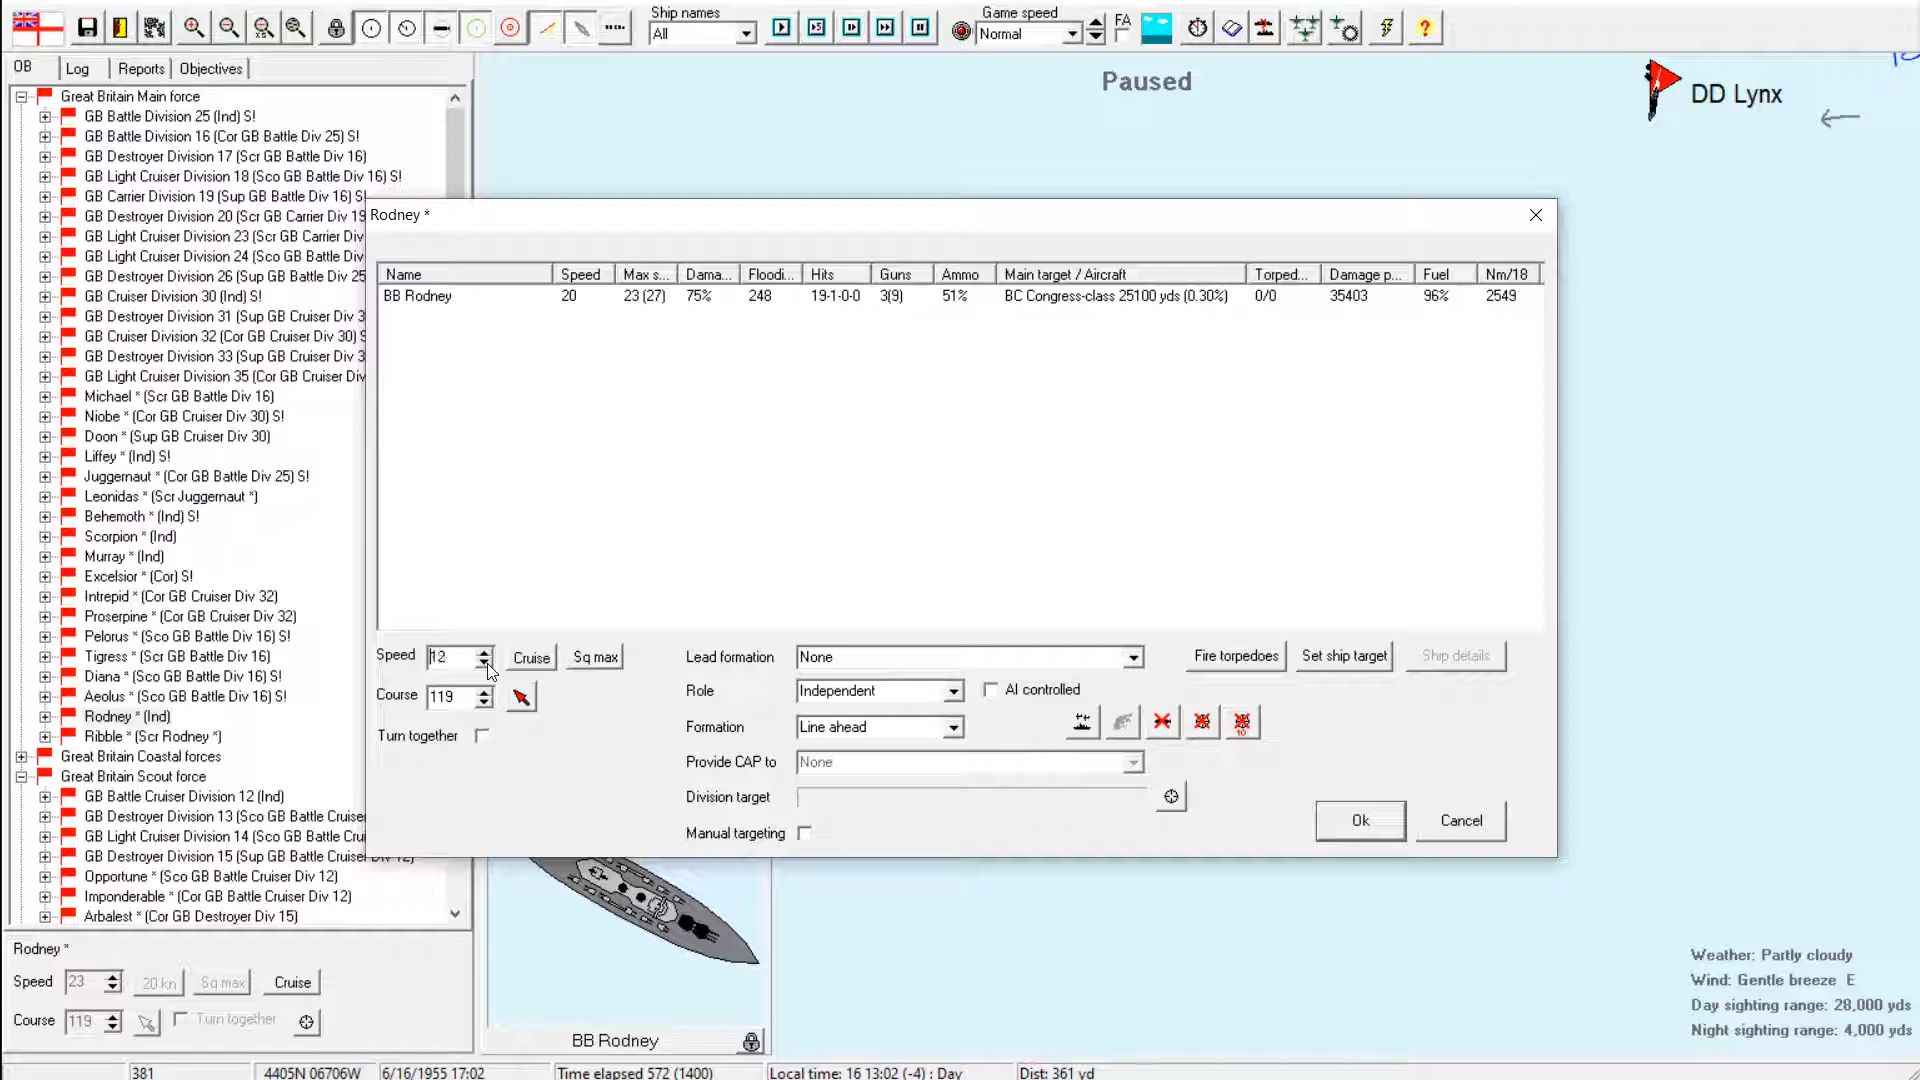 Ship names
All
Game speed
Normal
FA
OB
Log
Reports
Objectives
Paused
DD Lynx
Great Britain Main force
GB Battle Division 25 (Ind) S!
GB Battle Division 16 (Cor GB Battle Div 25) S!
GB Destroyer Division 17 (Scr GB Battle Div 16)
GB Light Cruiser Division 18 (Sco GB Battle Div 16) S!
GB Carrier Division 19 (Sup GB Battle Div 16) S!
GB Destroyer Division 20 (Scr GB Carrier Div 19
GB Light Cruiser Division 23 (Scr GB Carrier Div
GB Light Cruiser Division 24 (Sco GB Battle Div
GB Destroyer Division 26 (Sup GB Battle Div 25
GB Cruiser Division 30 (Ind) S!
GB Destroyer Division 31 (Sup GB Cruiser Div 3
GB Cruiser Division 32 (Cor GB Cruiser Div 30) S
GB Destroyer Division 33 (Sup GB Cruiser Div 3
GB Light Cruiser Division 35 (Cor GB Cruiser Div
Michael * (Scr GB Battle Div 16)
Niobe * (Cor GB Cruiser Div 30) S!
Doon * (Sup GB Cruiser Div 30)
Liffey * (Ind) S!
Juggernaut * (Cor GB Battle Div 25) S!
Leonidas * (Scr Juggernaut *)
Behemoth * (Ind) S!
Scorpion * (Ind)
Murray * (Ind)
Excelsior * (Cor) S!
Intrepid * (Cor GB Cruiser Div 32)
Proserpine * (Cor GB Cruiser Div 32)
Pelorus * (Sco GB Battle Div 16) S!
Tigress * (Scr GB Battle Div 16)
Diana * (Sco GB Battle Div 16) S!
Aeolus * (Sco GB Battle Div 16) S!
Rodney * (Ind)
Ribble * (Scr Rodney *)
Great Britain Coastal forces
Great Britain Scout force
GB Battle Cruiser Division 12 (Ind)
GB Destroyer Division 13 (Sco GB Battle Cruise
GB Light Cruiser Division 14 (Sco GB Battle Cru
GB Destroyer Division 15 (Sup GB Battle Cruiser Div 12)
Opportune * (Sco GB Battle Cruiser Div 12)
Imponderable * (Cor GB Battle Cruiser Div 12)
Arbalest * (Cor GB Destroyer Div 15)
Rodney *
Name Speed Max s... Dama... Floodi... Hits Guns Ammo Main target / Aircraft Torped... Damage p... Fuel Nm/18
BB Rodney 20 23 (27) 75% 248 19-1-0-0 3(9) 51% BC Congress-class 25100 yds (0.30%) 0/0 35403 96% 2549
Speed 12 Cruise Sq max
Course 119
Turn together
Lead formation None
Role Independent AI controlled
Formation Line ahead
Provide CAP to None
Division target
Manual targeting
Fire torpedoes Set ship target Ship details
10
Ok Cancel
Rodney *
Speed 23 20 kn Sq max Cruise
Course 119 Turn together
BB Rodney
Weather: Partly cloudy
Wind: Gentle breeze E
Day sighting range: 28,000 yds
Night sighting range: 4,000 yds
381 4405N 06706W 6/16/1955 17:02 Time elapsed 572 (1400) Local time: 16 13:02 (-4) : Day Dist: 361 yd